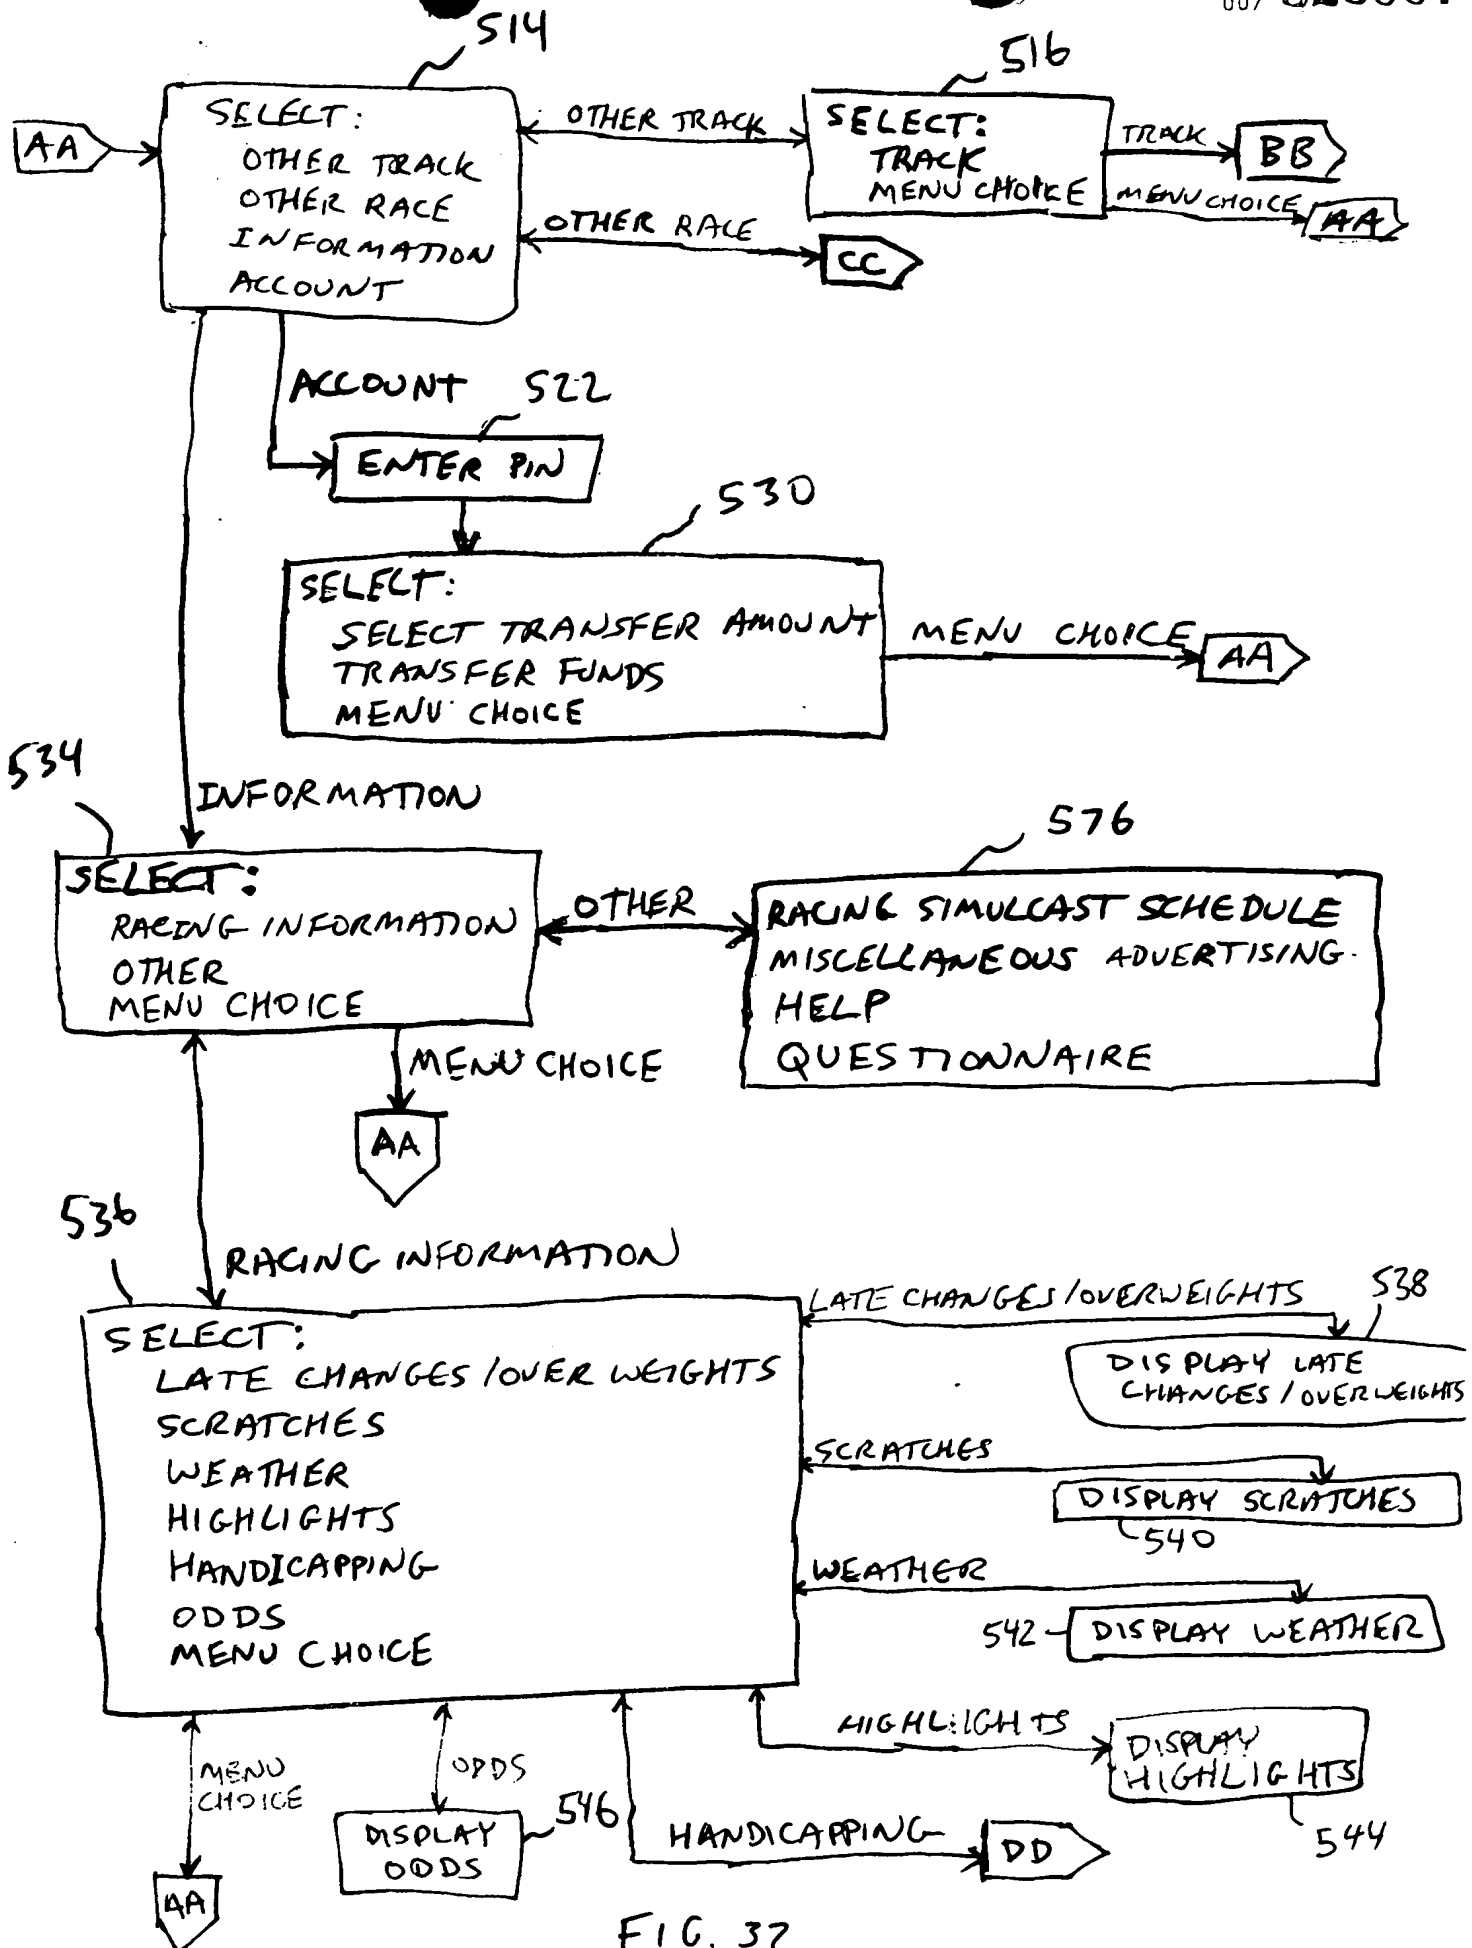 514
516
AA
SELECT:
OTHER TRACK
OTHER RACE
INFORMATION
ACCOUNT
OTHER TRACK
OTHER RACE
SELECT:
TRACK
MENU CHOICE
TRACK
BB
MENU CHOICE
AA
CC
ACCOUNT
522
ENTER PIN
530
SELECT:
SELECT TRANSFER AMOUNT
TRANSFER FUNDS
MENU CHOICE
MENU CHOICE
AA
534
INFORMATION
SELECT:
RACING INFORMATION
OTHER
MENU CHOICE
OTHER
576
RACING SIMULCAST SCHEDULE
MISCELLANEOUS ADVERTISING
HELP
QUESTIONNAIRE
MENU CHOICE
AA
536
RACING INFORMATION
SELECT:
LATE CHANGES/OVERWEIGHTS
SCRATCHES
WEATHER
HIGHLIGHTS
HANDICAPPING
ODDS
MENU CHOICE
LATE CHANGES/OVERWEIGHTS
538
DISPLAY LATE
CHANGES/OVERWEIGHTS
SCRATCHES
DISPLAY SCRATCHES
540
WEATHER
542
DISPLAY WEATHER
HIGHLIGHTS
DISPLAY
HIGHLIGHTS
544
MENU
CHOICE
AA
ODDS
DISPLAY
ODDS
546
HANDICAPPING
DD
FIG. 37